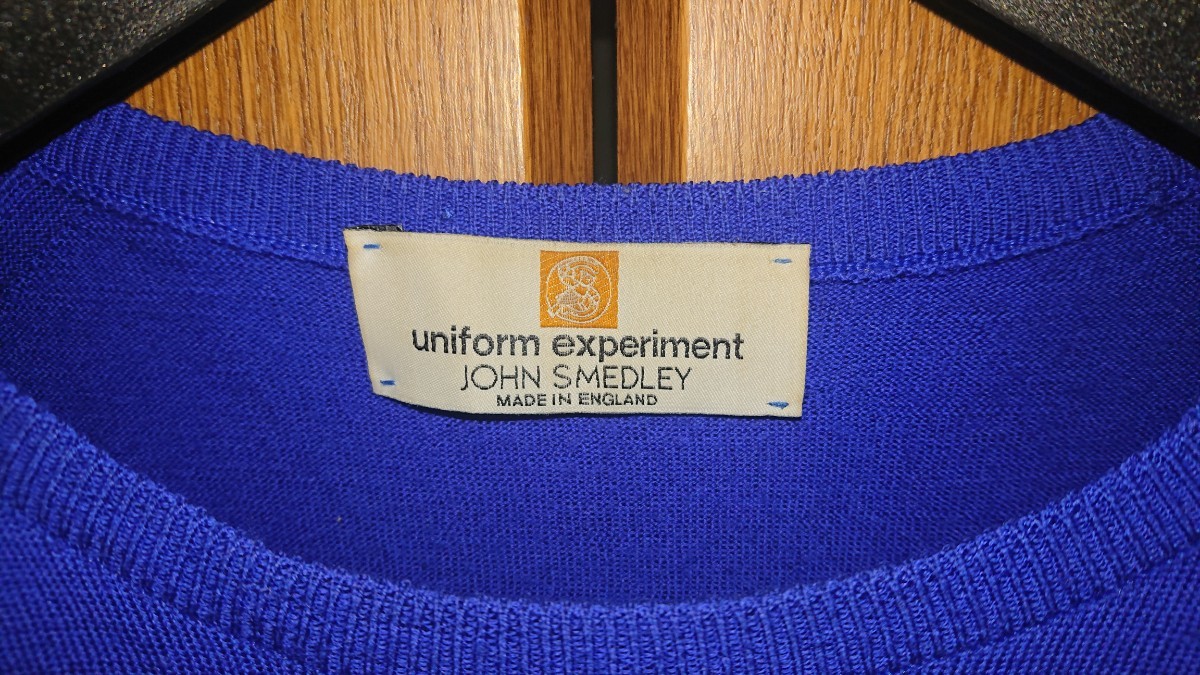 uniform experiment
JOHN SMEDLEY
MADE IN ENGLAND